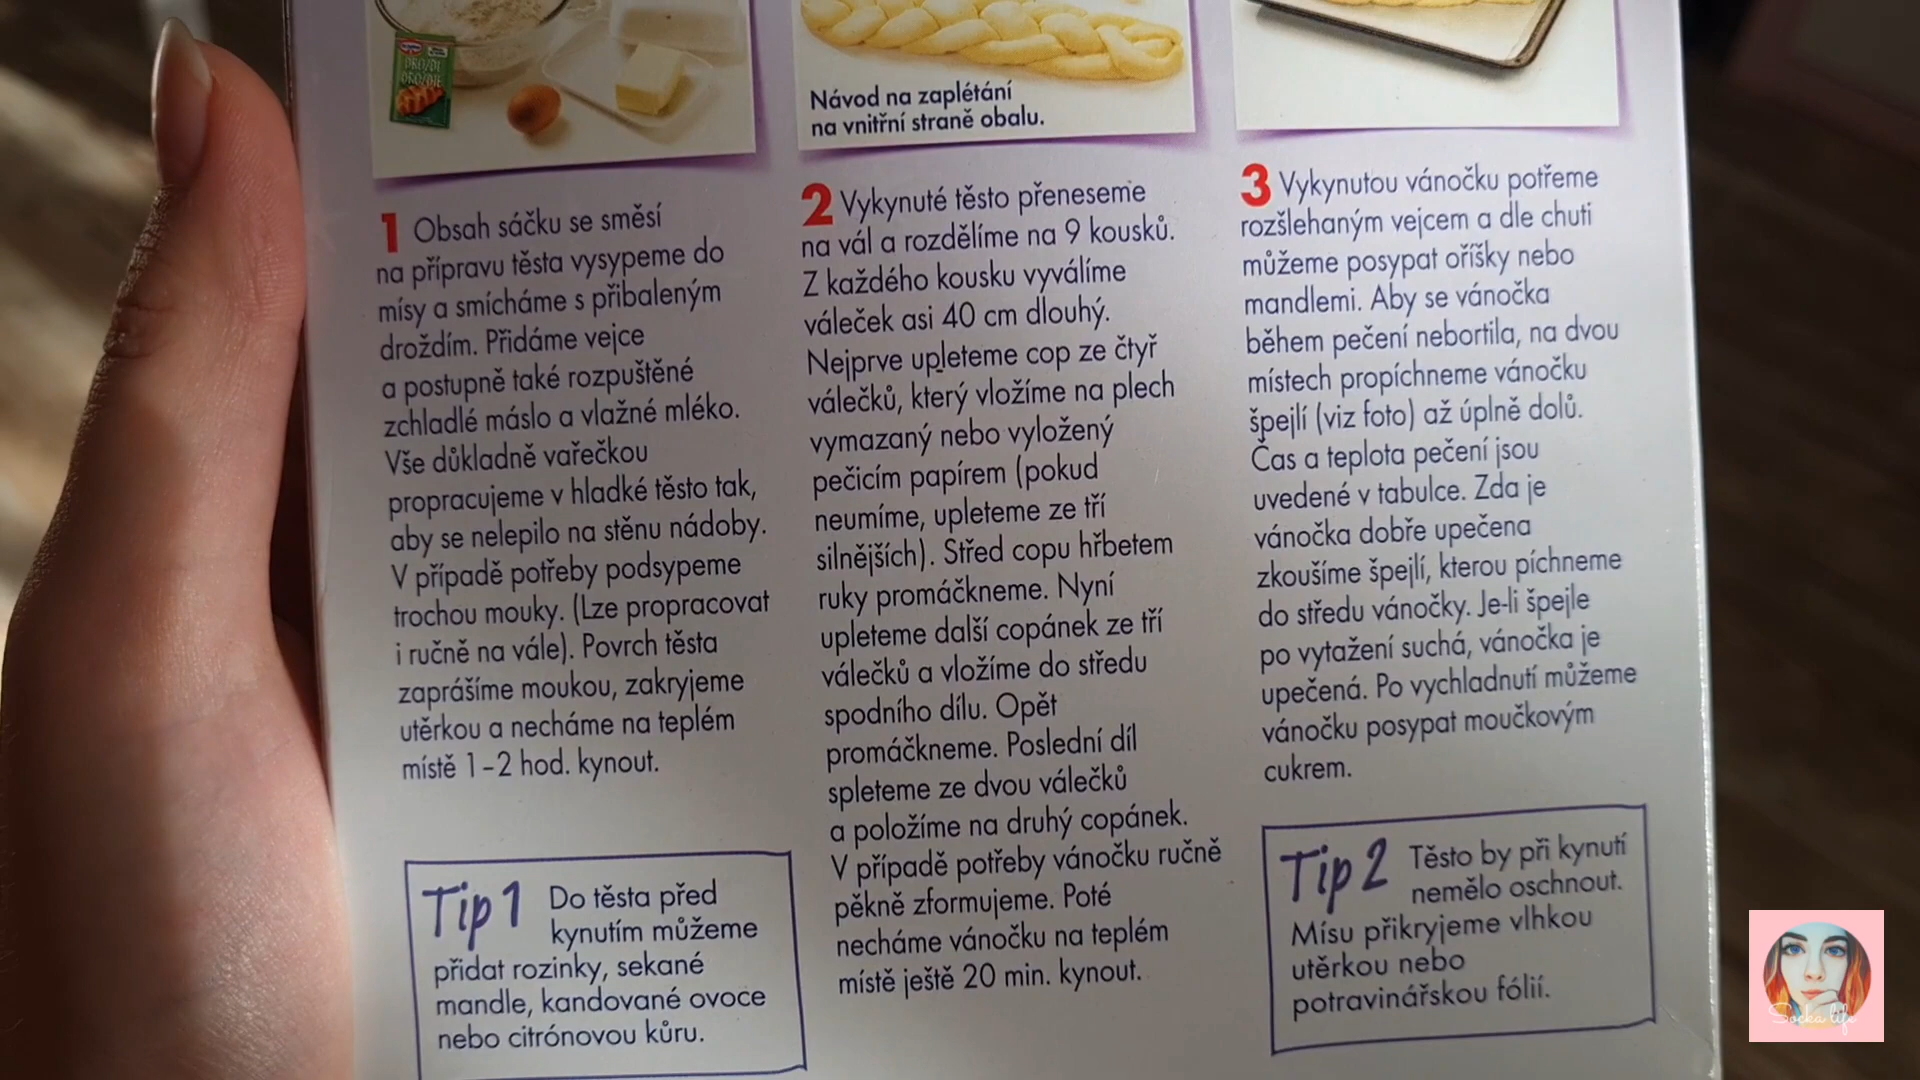 DROŽDÍ
DROŽDIE
Návod na zaplétání
na vnitřní straně obalu.
1 Obsah sáčku se směsí
na přípravu těsta vysypeme do
mísy a smícháme s přibaleným
droždím. Přidáme vejce
a postupně také rozpuštěné
zchladlé máslo a vlažné mléko.
Vše důkladně vařečkou
propracujeme v hladké těsto tak,
aby se nelepilo na stěnu nádoby.
V případě potřeby podsypeme
trochou mouky. (Lze propracovat
i ručně na vále). Povrch těsta
zaprášíme moukou, zakryjeme
utěrkou a necháme na teplém
místě 1–2 hod. kynout.
Tip 1 Do těsta před
kynutím můžeme
přidat rozinky, sekané
mandle, kandované ovoce
nebo citrónovou kůru.
2 Vykynuté těsto přeneseme
na vál a rozdělíme na 9 kousků.
Z každého kousku vyválíme
váleček asi 40 cm dlouhý.
Nejprve upleteme cop ze čtyř
válečků, který vložíme na plech
vymazaný nebo vyložený
pečicím papírem (pokud
neumíme, upleteme ze tří
silnějších). Střed copu hřbetem
ruky promáčkneme. Nyní
upleteme další copánek ze tří
válečků a vložíme do středu
spodního dílu. Opět
promáčkneme. Poslední díl
spleteme ze dvou válečků
a položíme na druhý copánek.
V případě potřeby vánočku ručně
pěkně zformujeme. Poté
necháme vánočku na teplém
místě ještě 20 min. kynout.
3 Vykynutou vánočku potřeme
rozšlehaným vejcem a dle chuti
můžeme posypat oříšky nebo
mandlemi. Aby se vánočka
během pečení nebortila, na dvou
místech propíchneme vánočku
špejlí (viz foto) až úplně dolů.
Čas a teplota pečení jsou
uvedené v tabulce. Zda je
vánočka dobře upečena
zkoušíme špejlí, kterou píchneme
do středu vánočky. Je-li špejle
po vytažení suchá, vánočka je
upečená. Po vychladnutí můžeme
vánočku posypat moučkovým
cukrem.
Tip 2 Těsto by při kynutí
nemělo oschnout.
Mísu přikryjeme vlhkou
utěrkou nebo
potravinářskou fólií.
Socka life